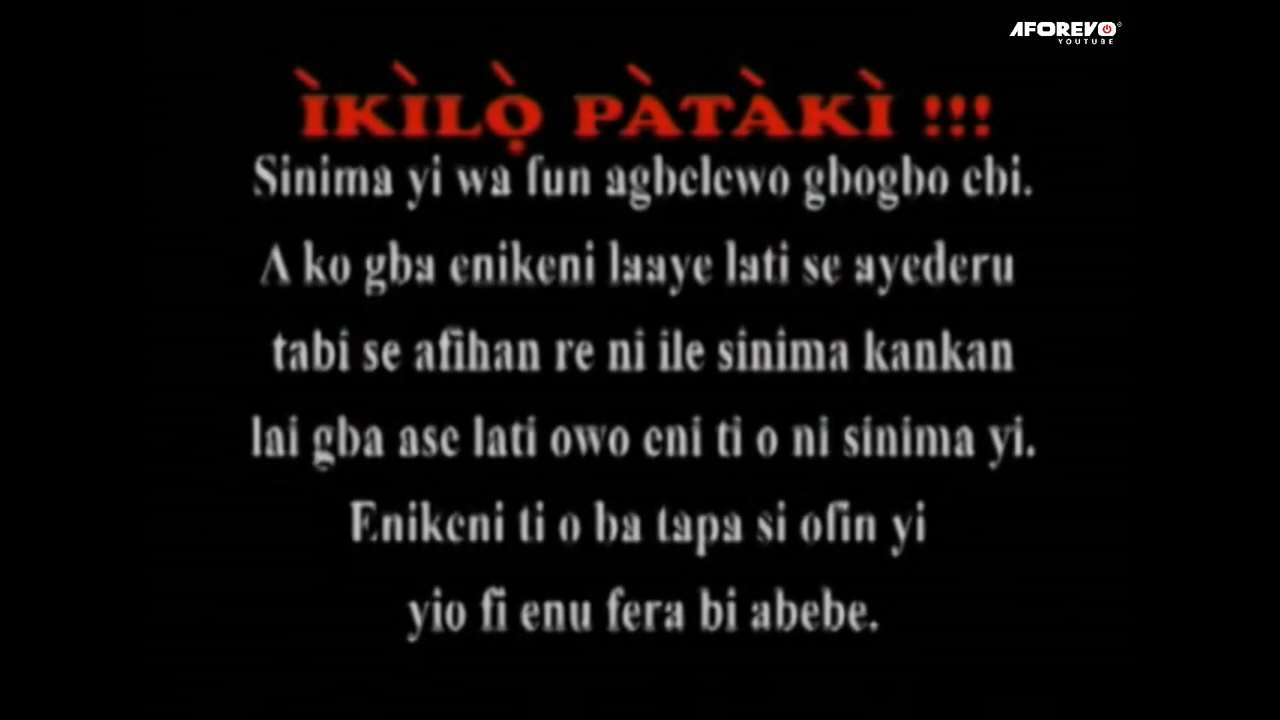 AFOREVO
YOUTUBE
ÌKÌLỌ̀ PÀTÀKÌ !!!
Sinima yi wa fun agbelewo gbogbo ebi.
A ko gba enikeni laaye lati se ayederu
tabi se afihan re ni ile sinima kankan
lai gba ase lati owo eni ti o ni sinima yi.
Enikeni ti o ba tapa si ofin yi
yio fi enu fera bi abebe.